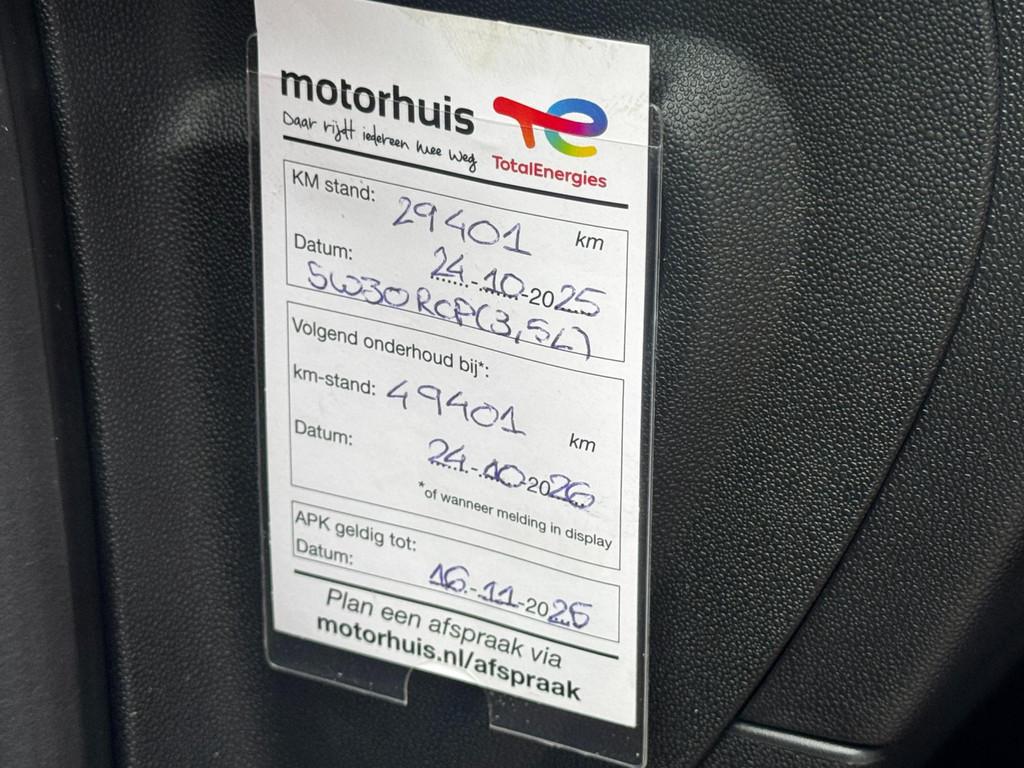 motorhuis
Daar rijdt iedereen mee weg
TotalEnergies
KM stand: 29401 km
Datum: 24-10-2025
5W30 RCP(3,5L)
Volgend onderhoud bij*:
km-stand: 49401 km
Datum: 24-10-2026
*of wanneer melding in display
APK geldig tot:
Datum: 16-11-2025
Plan een afspraak via
motorhuis.nl/afspraak